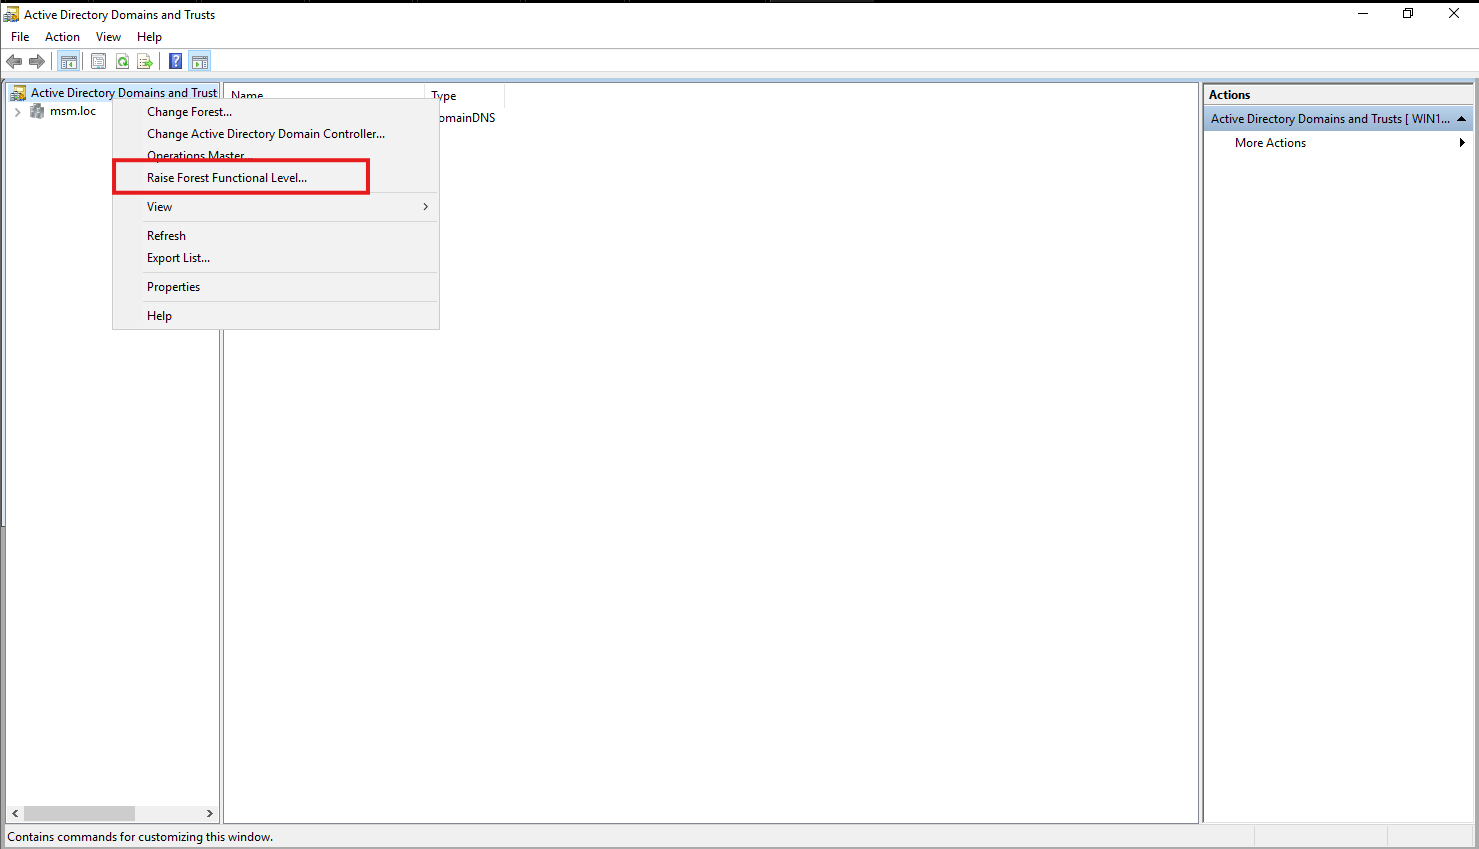 Active Directory Domains and Trusts
File Action View Help
Active Directory Domains and Trust
msm.loc
Name Type
omainDNS
Change Forest...
Change Active Directory Domain Controller...
Operations Master...
Raise Forest Functional Level...
View
Refresh
Export List...
Properties
Help
Actions
Active Directory Domains and Trusts [ WIN1...
More Actions
Contains commands for customizing this window.